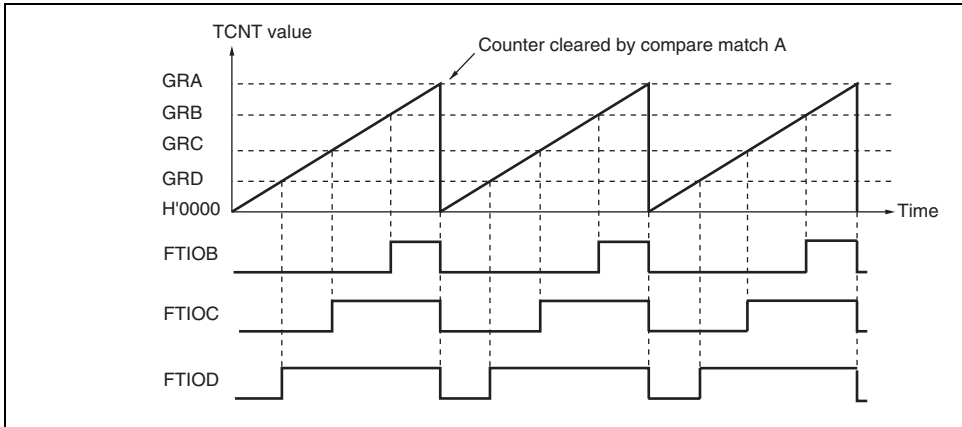 TCNT value
Counter cleared by compare match A
GRA
GRB
GRC
GRD
H'0000
Time
FTIOB
FTIOC
FTIOD